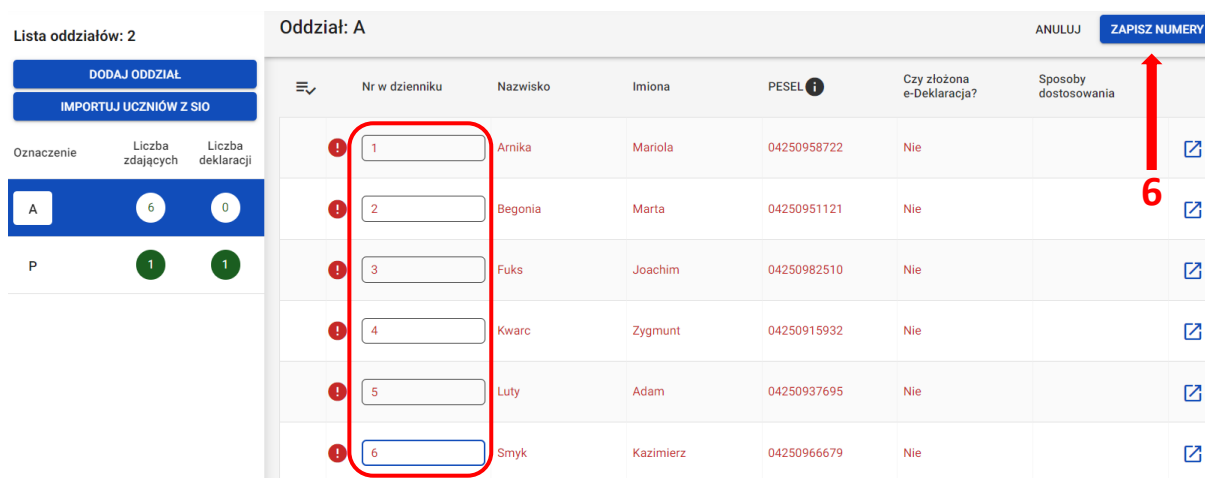 Lista oddziałów: 2
DODAJ ODDZIAŁ
IMPORTUJ UCZNIÓW Z SIO
Oznaczenie Liczba zdających Liczba deklaracji
A 6 0
P 1 1
Oddział: A ANULUJ ZAPISZ NUMERY
Nr w dzienniku Nazwisko Imiona PESEL Czy złożona e-Deklaracja? Sposoby dostosowania
1 Arnika Mariola 04250958722 Nie
2 Begonia Marta 04250951121 Nie
3 Fuks Joachim 04250982510 Nie
4 Kwarc Zygmunt 04250915932 Nie
5 Luty Adam 04250937695 Nie
6 Smyk Kazimierz 04250966679 Nie
6